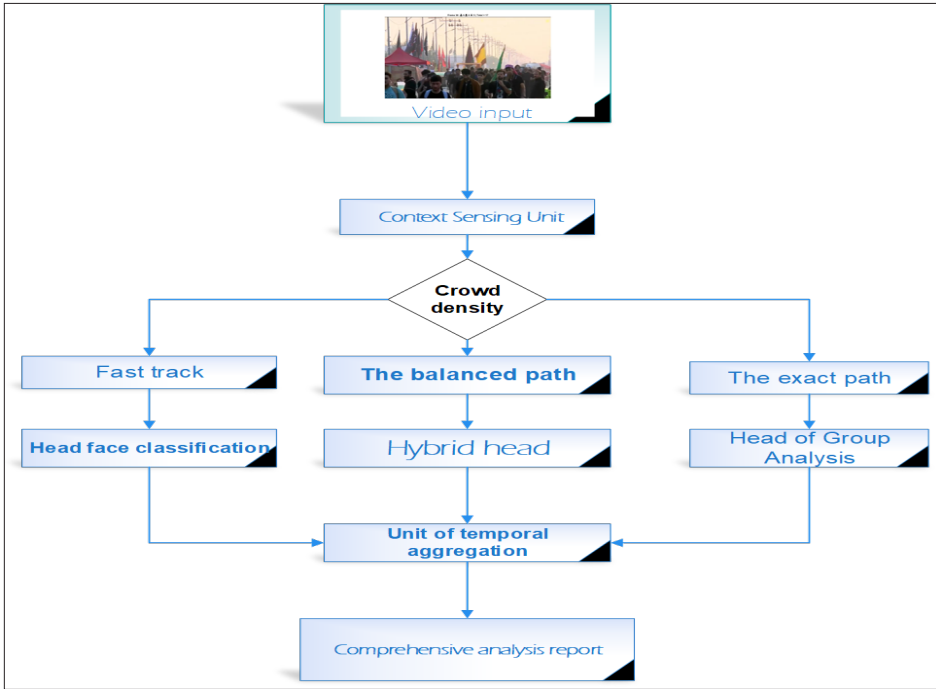 Video input
Context Sensing Unit
Crowd
density
Fast track
The balanced path
The exact path
Head face classification
Hybrid head
Head of Group
Analysis
Unit of temporal
aggregation
Comprehensive analysis report